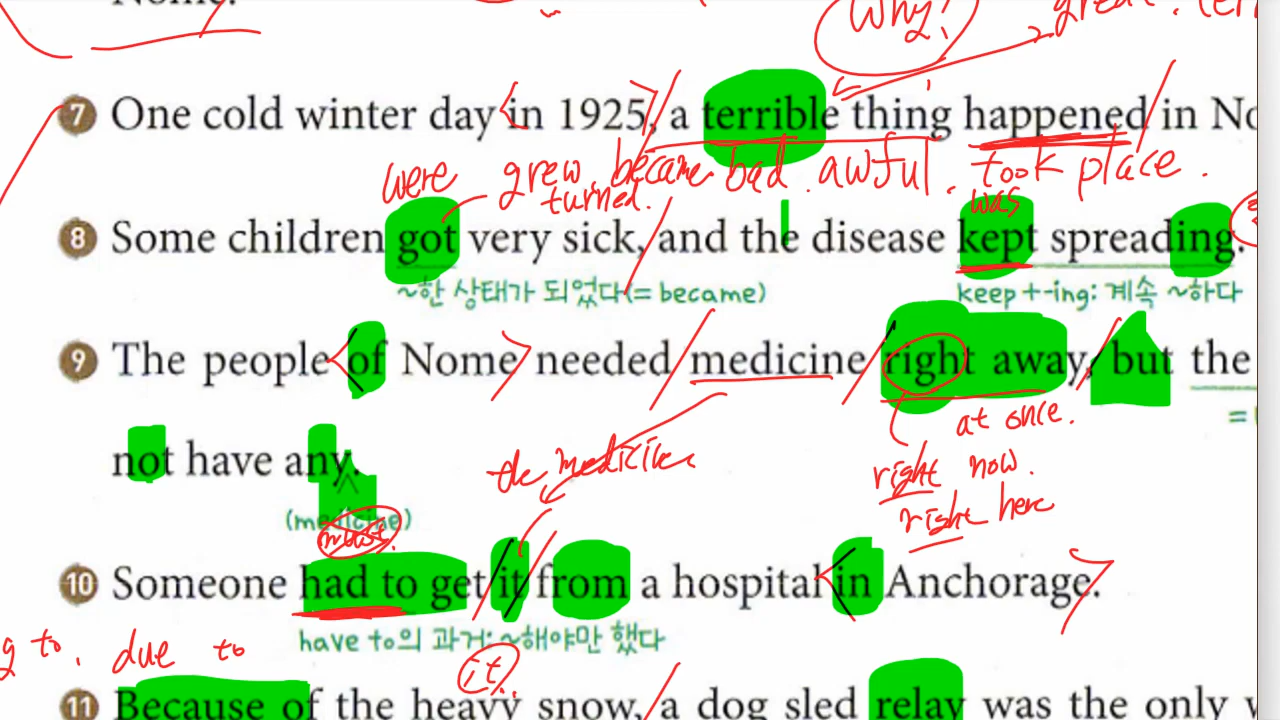 Nome.
Why? great. terr
7 One cold winter day in 1925, a terrible thing happened in No
were grew. became. bad. awful. took place.
turned. was
8 Some children got very sick, and the disease kept spreading.
~한 상태가 되었다(= became) keep +-ing: 계속 ~하다
9 The people of Nome needed medicine right away, but the
at once. =
not have any. the medicine right now.
(medicine) right here
must.
10 Someone had to get it from a hospital in Anchorage.
g to. due to have to의 과거: ~해야만 했다
it.
11 Because of the heavy snow, a dog sled relay was the only w